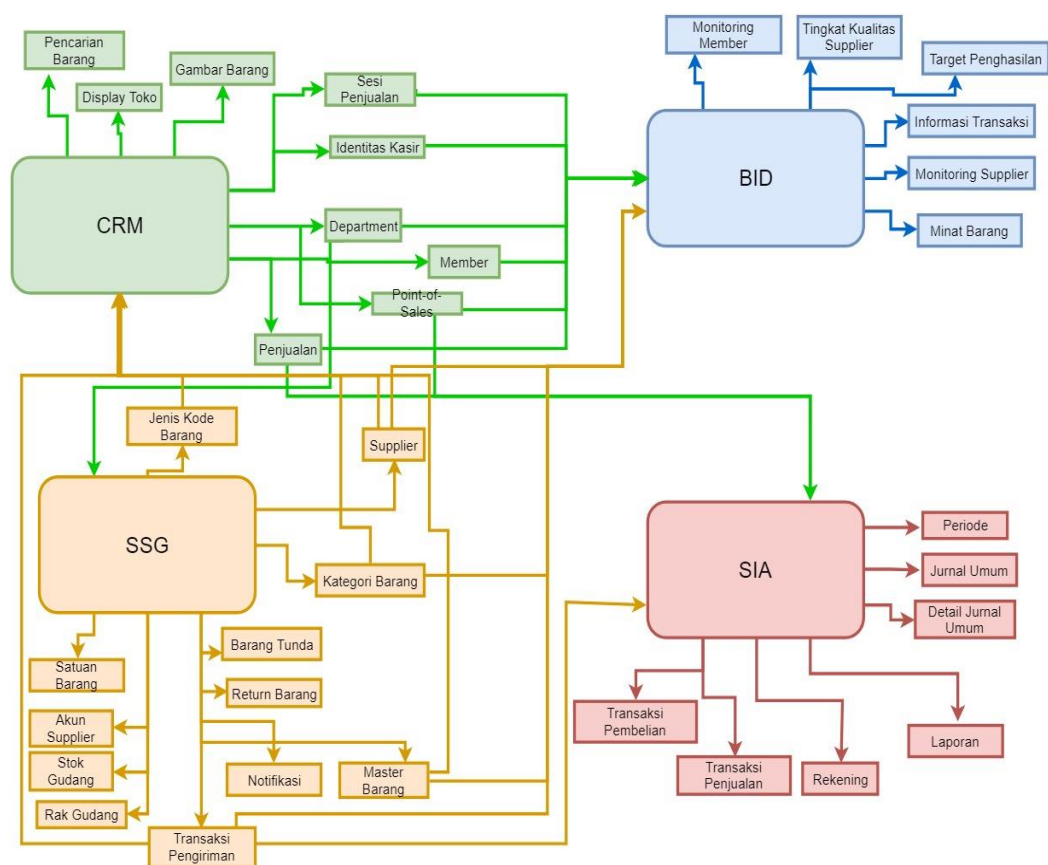 Pencarian
Barang
Display Toko
Gambar Barang
Sesi
Penjualan
Identitas Kasir
CRM
Department
Member
Point-of-
Sales
Penjualan
Monitoring
Member
Tingkat Kualitas
Supplier
Target Penghasilan
Informasi Transaksi
BID
Monitoring Supplier
Minat Barang
Jenis Kode
Barang
Supplier
SSG
Kategori Barang
Satuan
Barang
Barang Tunda
Return Barang
Akun
Supplier
Stok
Gudang
Rak Gudang
Notifikasi
Master
Barang
Transaksi
Pengiriman
SIA
Periode
Jurnal Umum
Detail Jurnal
Umum
Transaksi
Pembelian
Transaksi
Penjualan
Rekening
Laporan